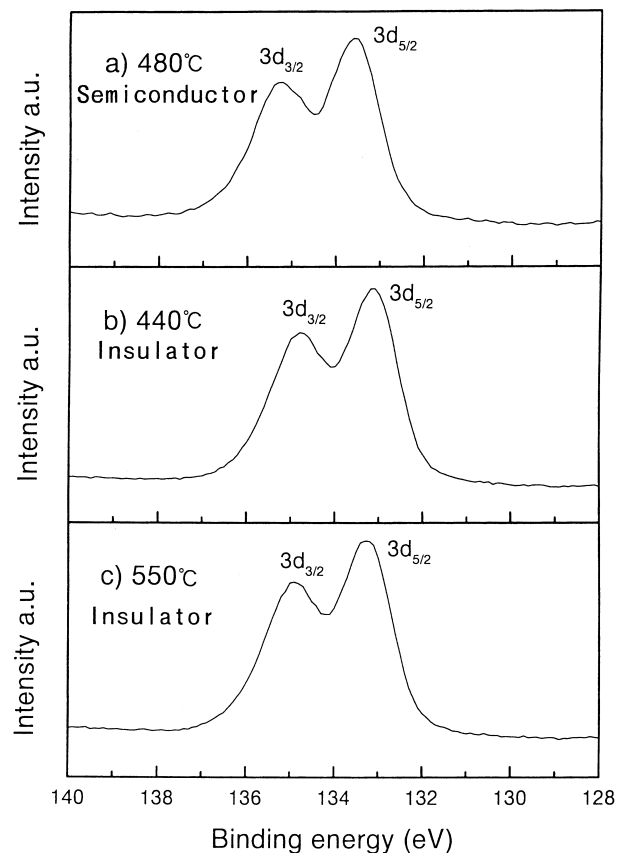 a) 480℃
Semiconductor
3d3/2
3d5/2
Intensity a.u.
b) 440℃
Insulator
3d3/2
3d5/2
Intensity a.u.
c) 550℃
Insulator
3d3/2
3d5/2
Intensity a.u.
140 138 136 134 132 130 128
Binding energy (eV)